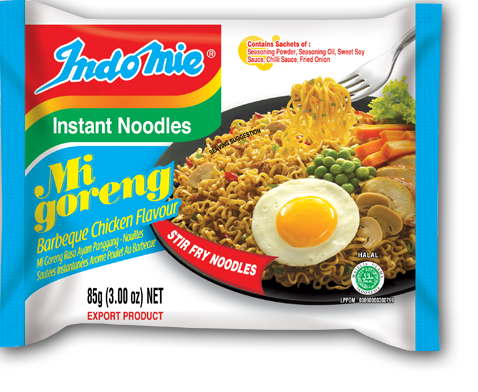 Indomie®
Contains Sachets of :
Seasoning Powder, Seasoning Oil, Sweet Soy
Sauce, Chilli Sauce, Fried Onion
Instant Noodles
SERVING SUGGESTION
Mi
goreng
Barbeque Chicken Flavour
Mi Goreng Rasa Ayam Panggang - Nouilles
Sautées Instantanées Aromé Poulet Au Barbecue
STIR FRY NOODLES
HALAL
85g (3.00 oz) NET
EXPORT PRODUCT